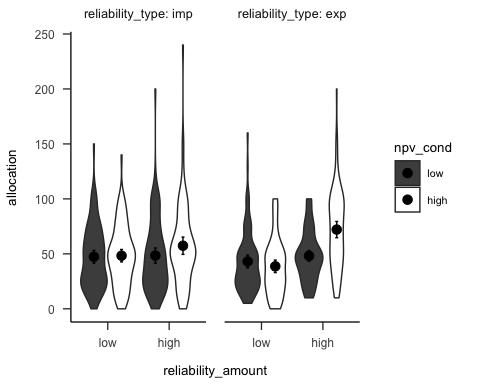 reliability_type: imp
reliability_type: exp
250
200
150
100
50
0
allocation
low
high
low
high
reliability_amount
npv_cond
low
high